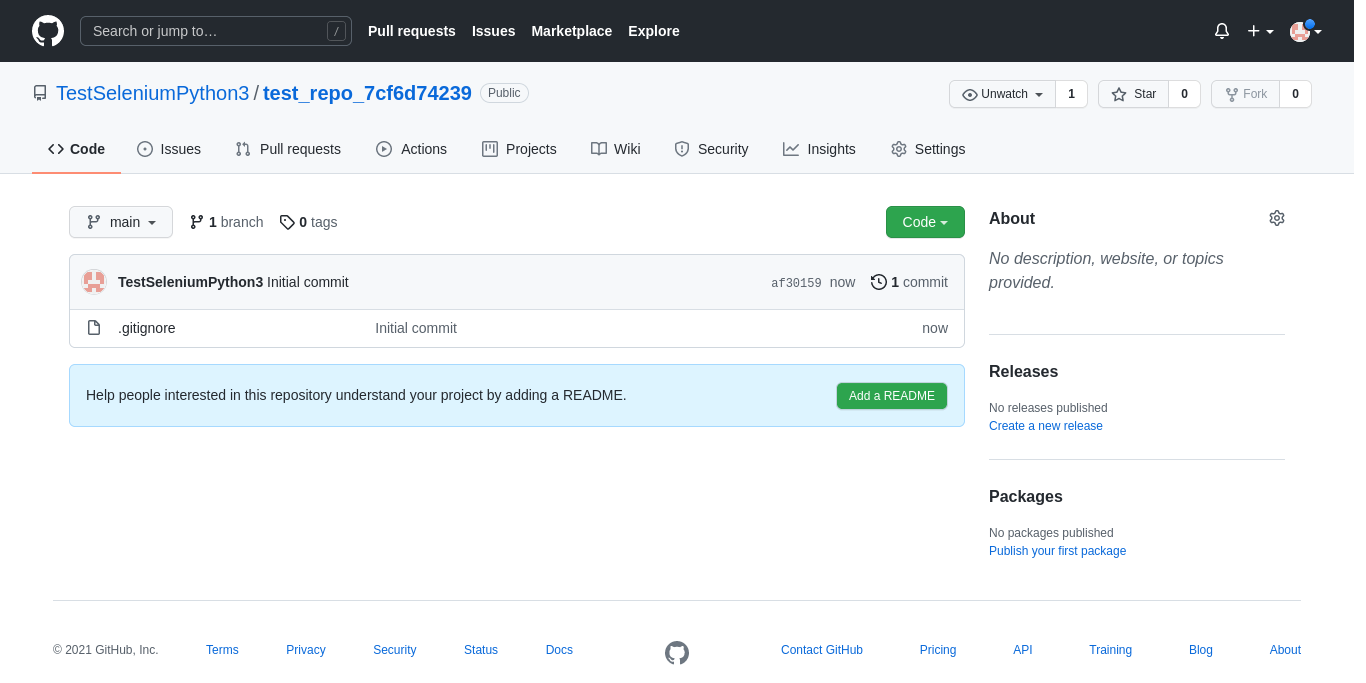 Search or jump to… /
Pull requests Issues Marketplace Explore
TestSeleniumPython3 / test_repo_7cf6d74239 Public
Unwatch 1 Star 0 Fork 0
Code Issues Pull requests Actions Projects Wiki Security Insights Settings
main 1 branch 0 tags Code
TestSeleniumPython3 Initial commit af30159 now 1 commit
.gitignore Initial commit now
Help people interested in this repository understand your project by adding a README. Add a README
About
No description, website, or topics
provided.
Releases
No releases published
Create a new release
Packages
No packages published
Publish your first package
© 2021 GitHub, Inc. Terms Privacy Security Status Docs Contact GitHub Pricing API Training Blog About